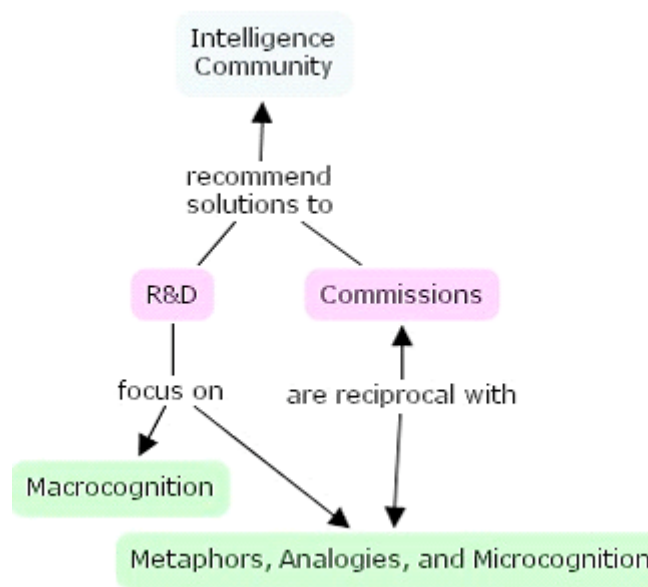 Intelligence
Community
recommend
solutions to
R&D
Commissions
focus on
are reciprocal with
Macrocognition
Metaphors, Analogies, and Microcognition